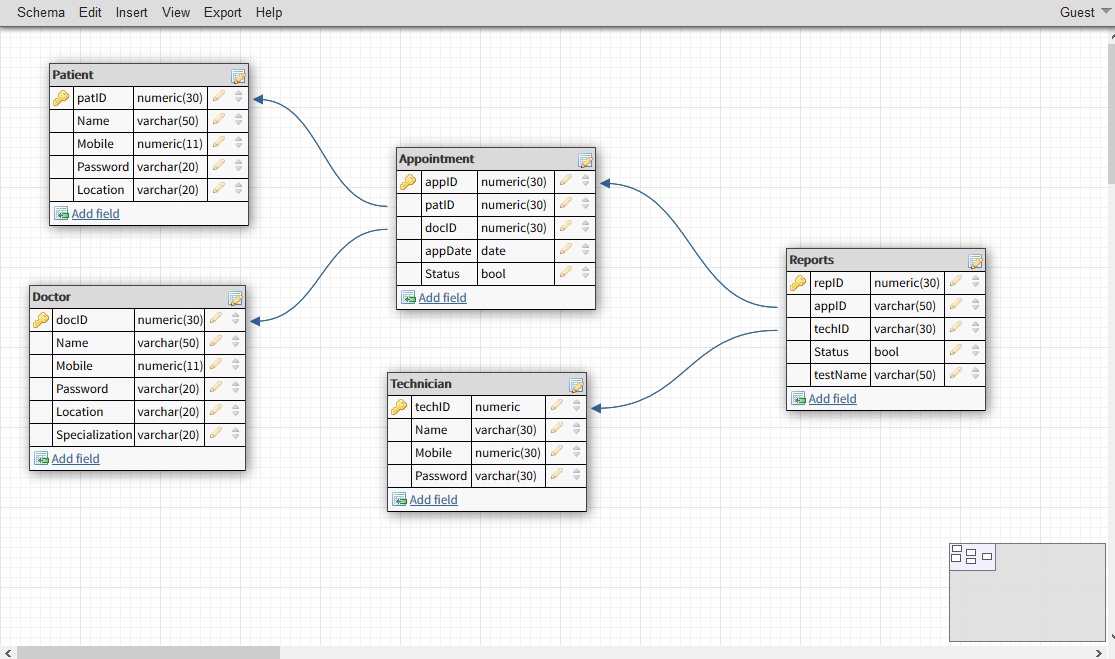 Schema Edit Insert View Export Help Guest
Patient
patID numeric(30)
Name varchar(50)
Mobile numeric(11)
Password varchar(20)
Location varchar(20)
Add field
Doctor
docID numeric(30)
Name varchar(50)
Mobile numeric(11)
Password varchar(20)
Location varchar(20)
Specialization varchar(20)
Add field
Appointment
appID numeric(30)
patID numeric(30)
docID numeric(30)
appDate date
Status bool
Add field
Technician
techID numeric
Name varchar(30)
Mobile numeric(30)
Password varchar(30)
Add field
Reports
repID numeric(30)
appID varchar(50)
techID varchar(30)
Status bool
testName varchar(50)
Add field